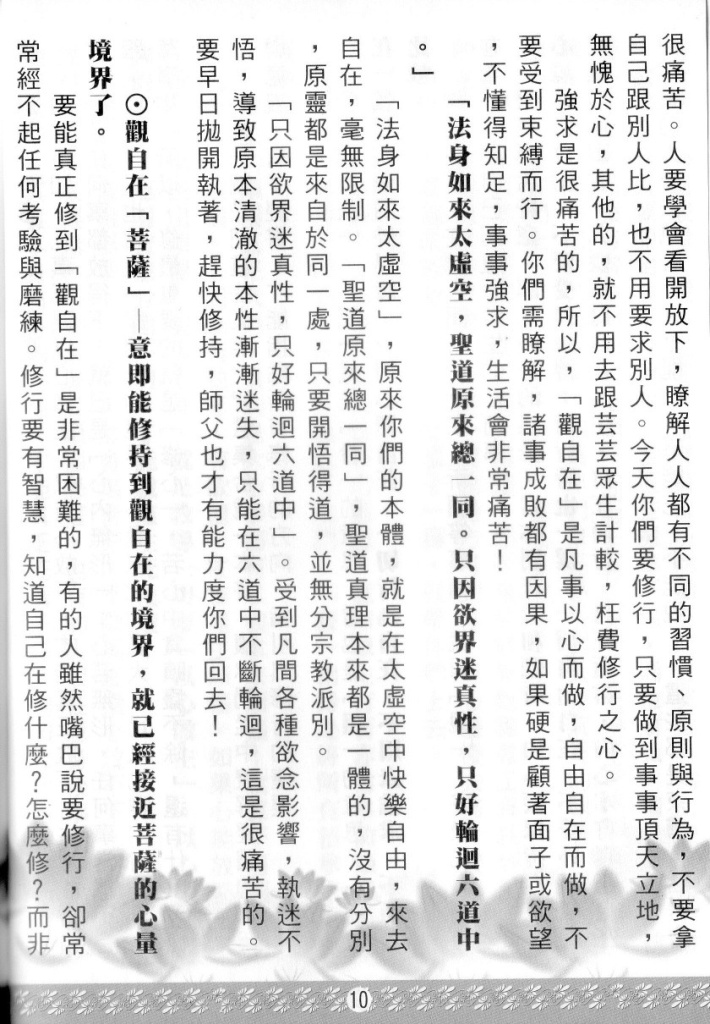 很痛苦。人要學會看開放下，瞭解人人都有不同的習慣、原則與行為，不要拿
自己跟別人比，也不用要求別人。今天你們要修行，只要做到事事頂天立地，
無愧於心，其他的，就不用去跟芸芸眾生計較，枉費修行之心。
強求是很痛苦的，所以，「觀自在」是凡事以心而做，自由自在而做，不
要受到束縛而行。你們需瞭解，諸事成敗都有因果，如果硬是顧著面子或欲望
，不懂得知足，事事強求，生活會非常痛苦！
「法身如來太虛空，聖道原來總一同。只因欲界迷真性，只好輪迴六道中
。」
「法身如來太虛空」，原來你們的本體，就是在太虛空中快樂自由，來去
自在，毫無限制。「聖道原來總一同」，聖道真理本來都是一體的，沒有分別
，原靈都是來自於同一處，只要開悟得道，並無分宗教派別。
「只因欲界迷真性，只好輪迴六道中」。受到凡間各種欲念影響，執迷不
悟，導致原本清澈的本性漸漸迷失，只能在六道中不斷輪迴，這是很痛苦的。
要早日拋開執著，趕快修持，師父也才有能力度你們回去！
⊙觀自在「菩薩」—意即能修持到觀自在的境界，就已經接近菩薩的心量
境界了。
要能真正修到「觀自在」是非常困難的，有的人雖然嘴巴說要修行，卻常
常經不起任何考驗與磨練。修行要有智慧，知道自己在修什麼？怎麼修？而非
10